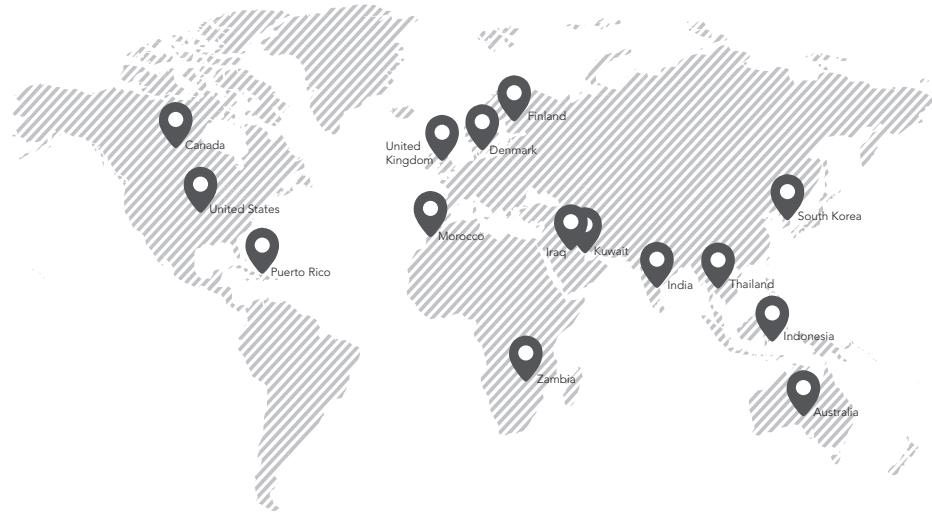 Finland
Canada
United
Kingdom
Denmark
United States
South Korea
Morocco
Iraq
Kuwait
Puerto Rico
India
Thailand
Indonesia
Zambia
Australia